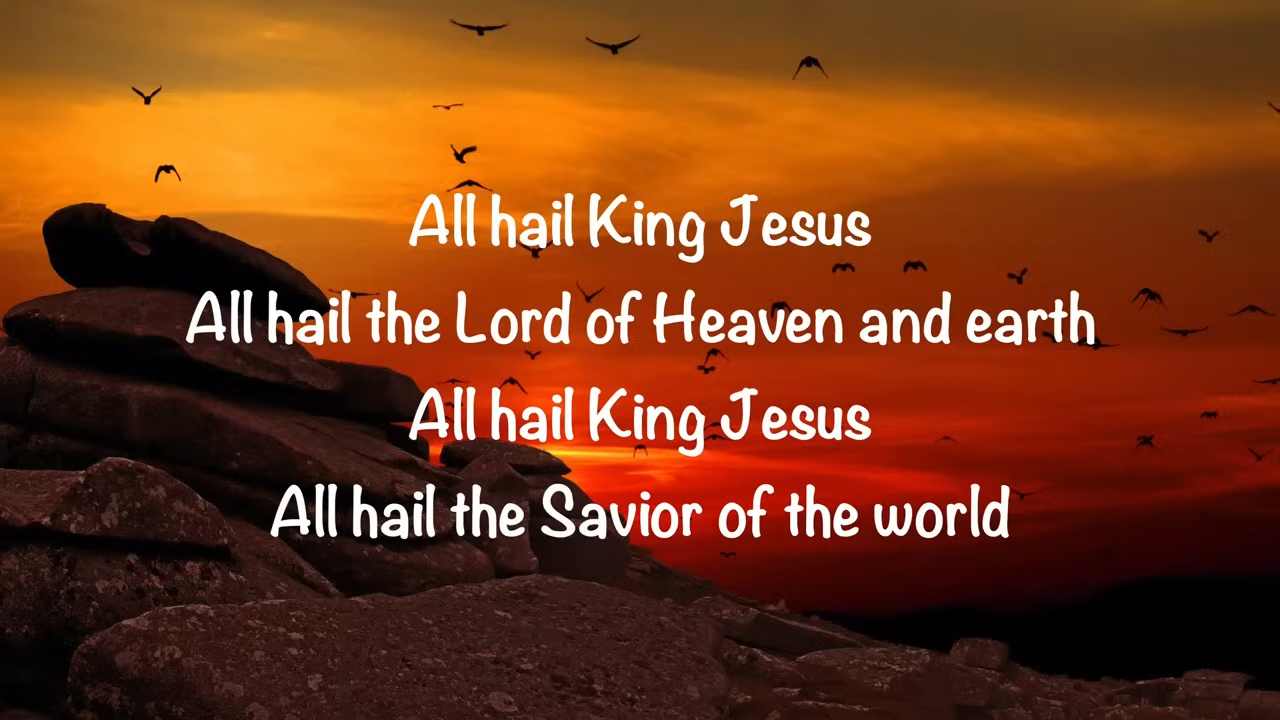 All hail King Jesus
All hail the Lord of Heaven and earth
All hail King Jesus
All hail the Savior of the world